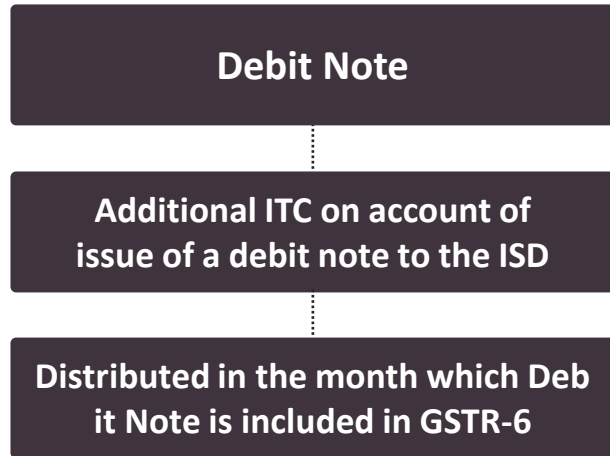 Debit Note
Additional ITC on account of
issue of a debit note to the ISD
Distributed in the month which Deb
it Note is included in GSTR-6